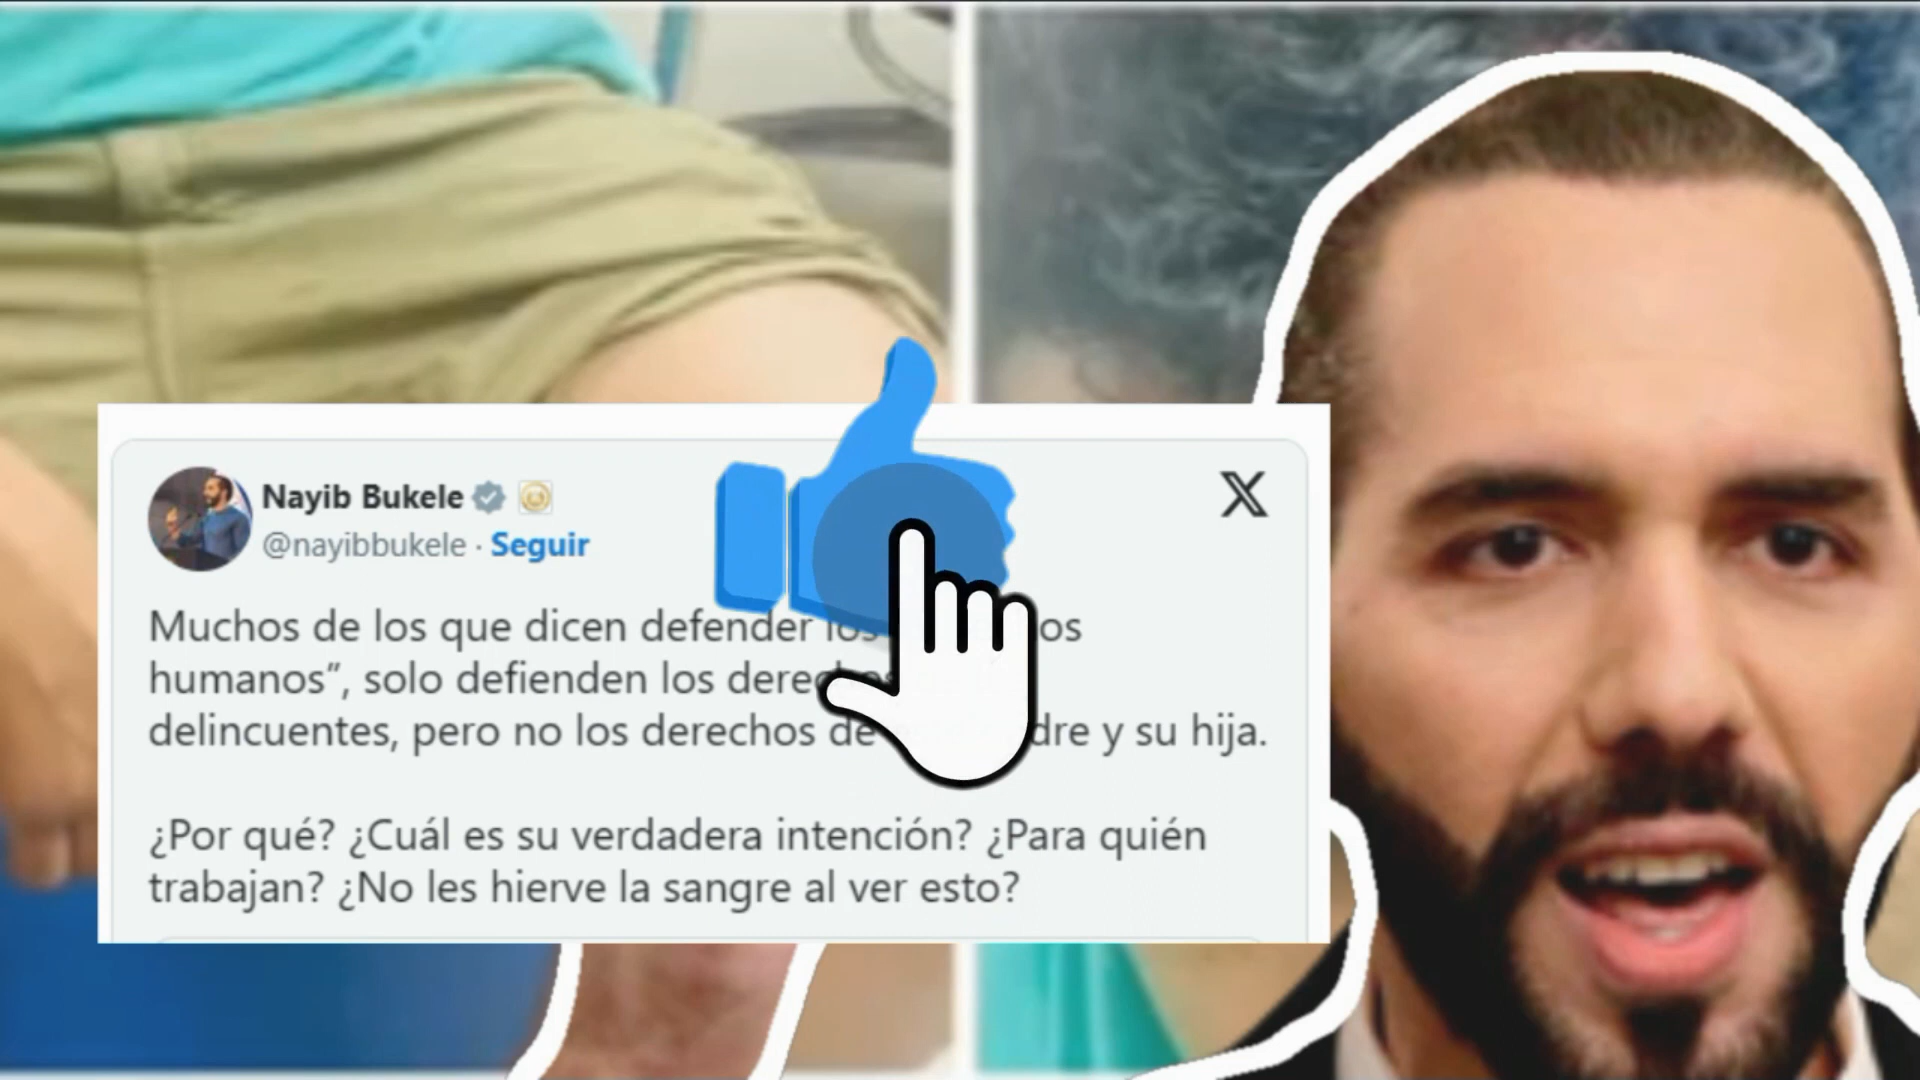 Nayib Bukele
@nayibbukele · Seguir
Muchos de los que dicen defender los os
humanos”, solo defienden los derechos
delincuentes, pero no los derechos de dre y su hija.
¿Por qué? ¿Cuál es su verdadera intención? ¿Para quién
trabajan? ¿No les hierve la sangre al ver esto?